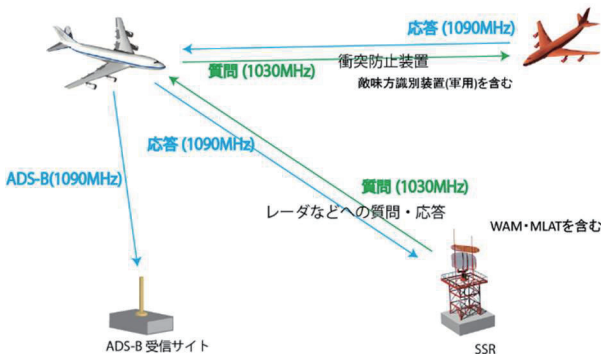 応答 (1090MHz)
質問 (1030MHz)
衝突防止装置
敵味方識別装置(軍用)を含む
応答 (1090MHz)
ADS-B(1090MHz)
質問 (1030MHz)
レーダなどへの質問・応答
WAM・MLATを含む
ADS-B 受信サイト
SSR